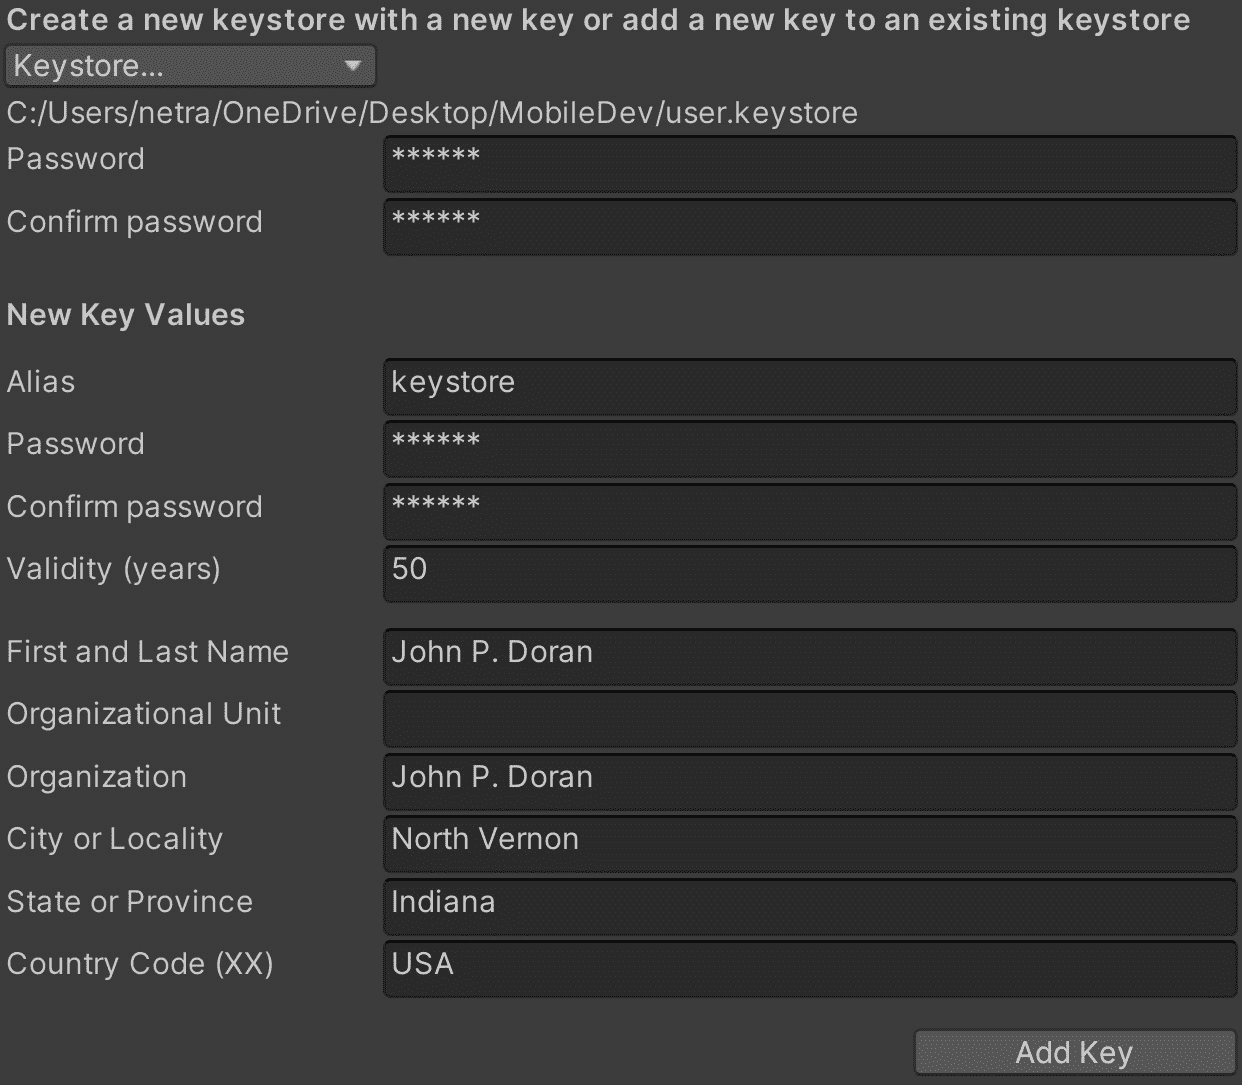 Create a new keystore with a new key or add a new key to an existing keystore
Keystore...
C:/Users/netra/OneDrive/Desktop/MobileDev/user.keystore
Password ******
Confirm password ******
New Key Values
Alias keystore
Password ******
Confirm password ******
Validity (years) 50
First and Last Name John P. Doran
Organizational Unit
Organization John P. Doran
City or Locality North Vernon
State or Province Indiana
Country Code (XX) USA
Add Key